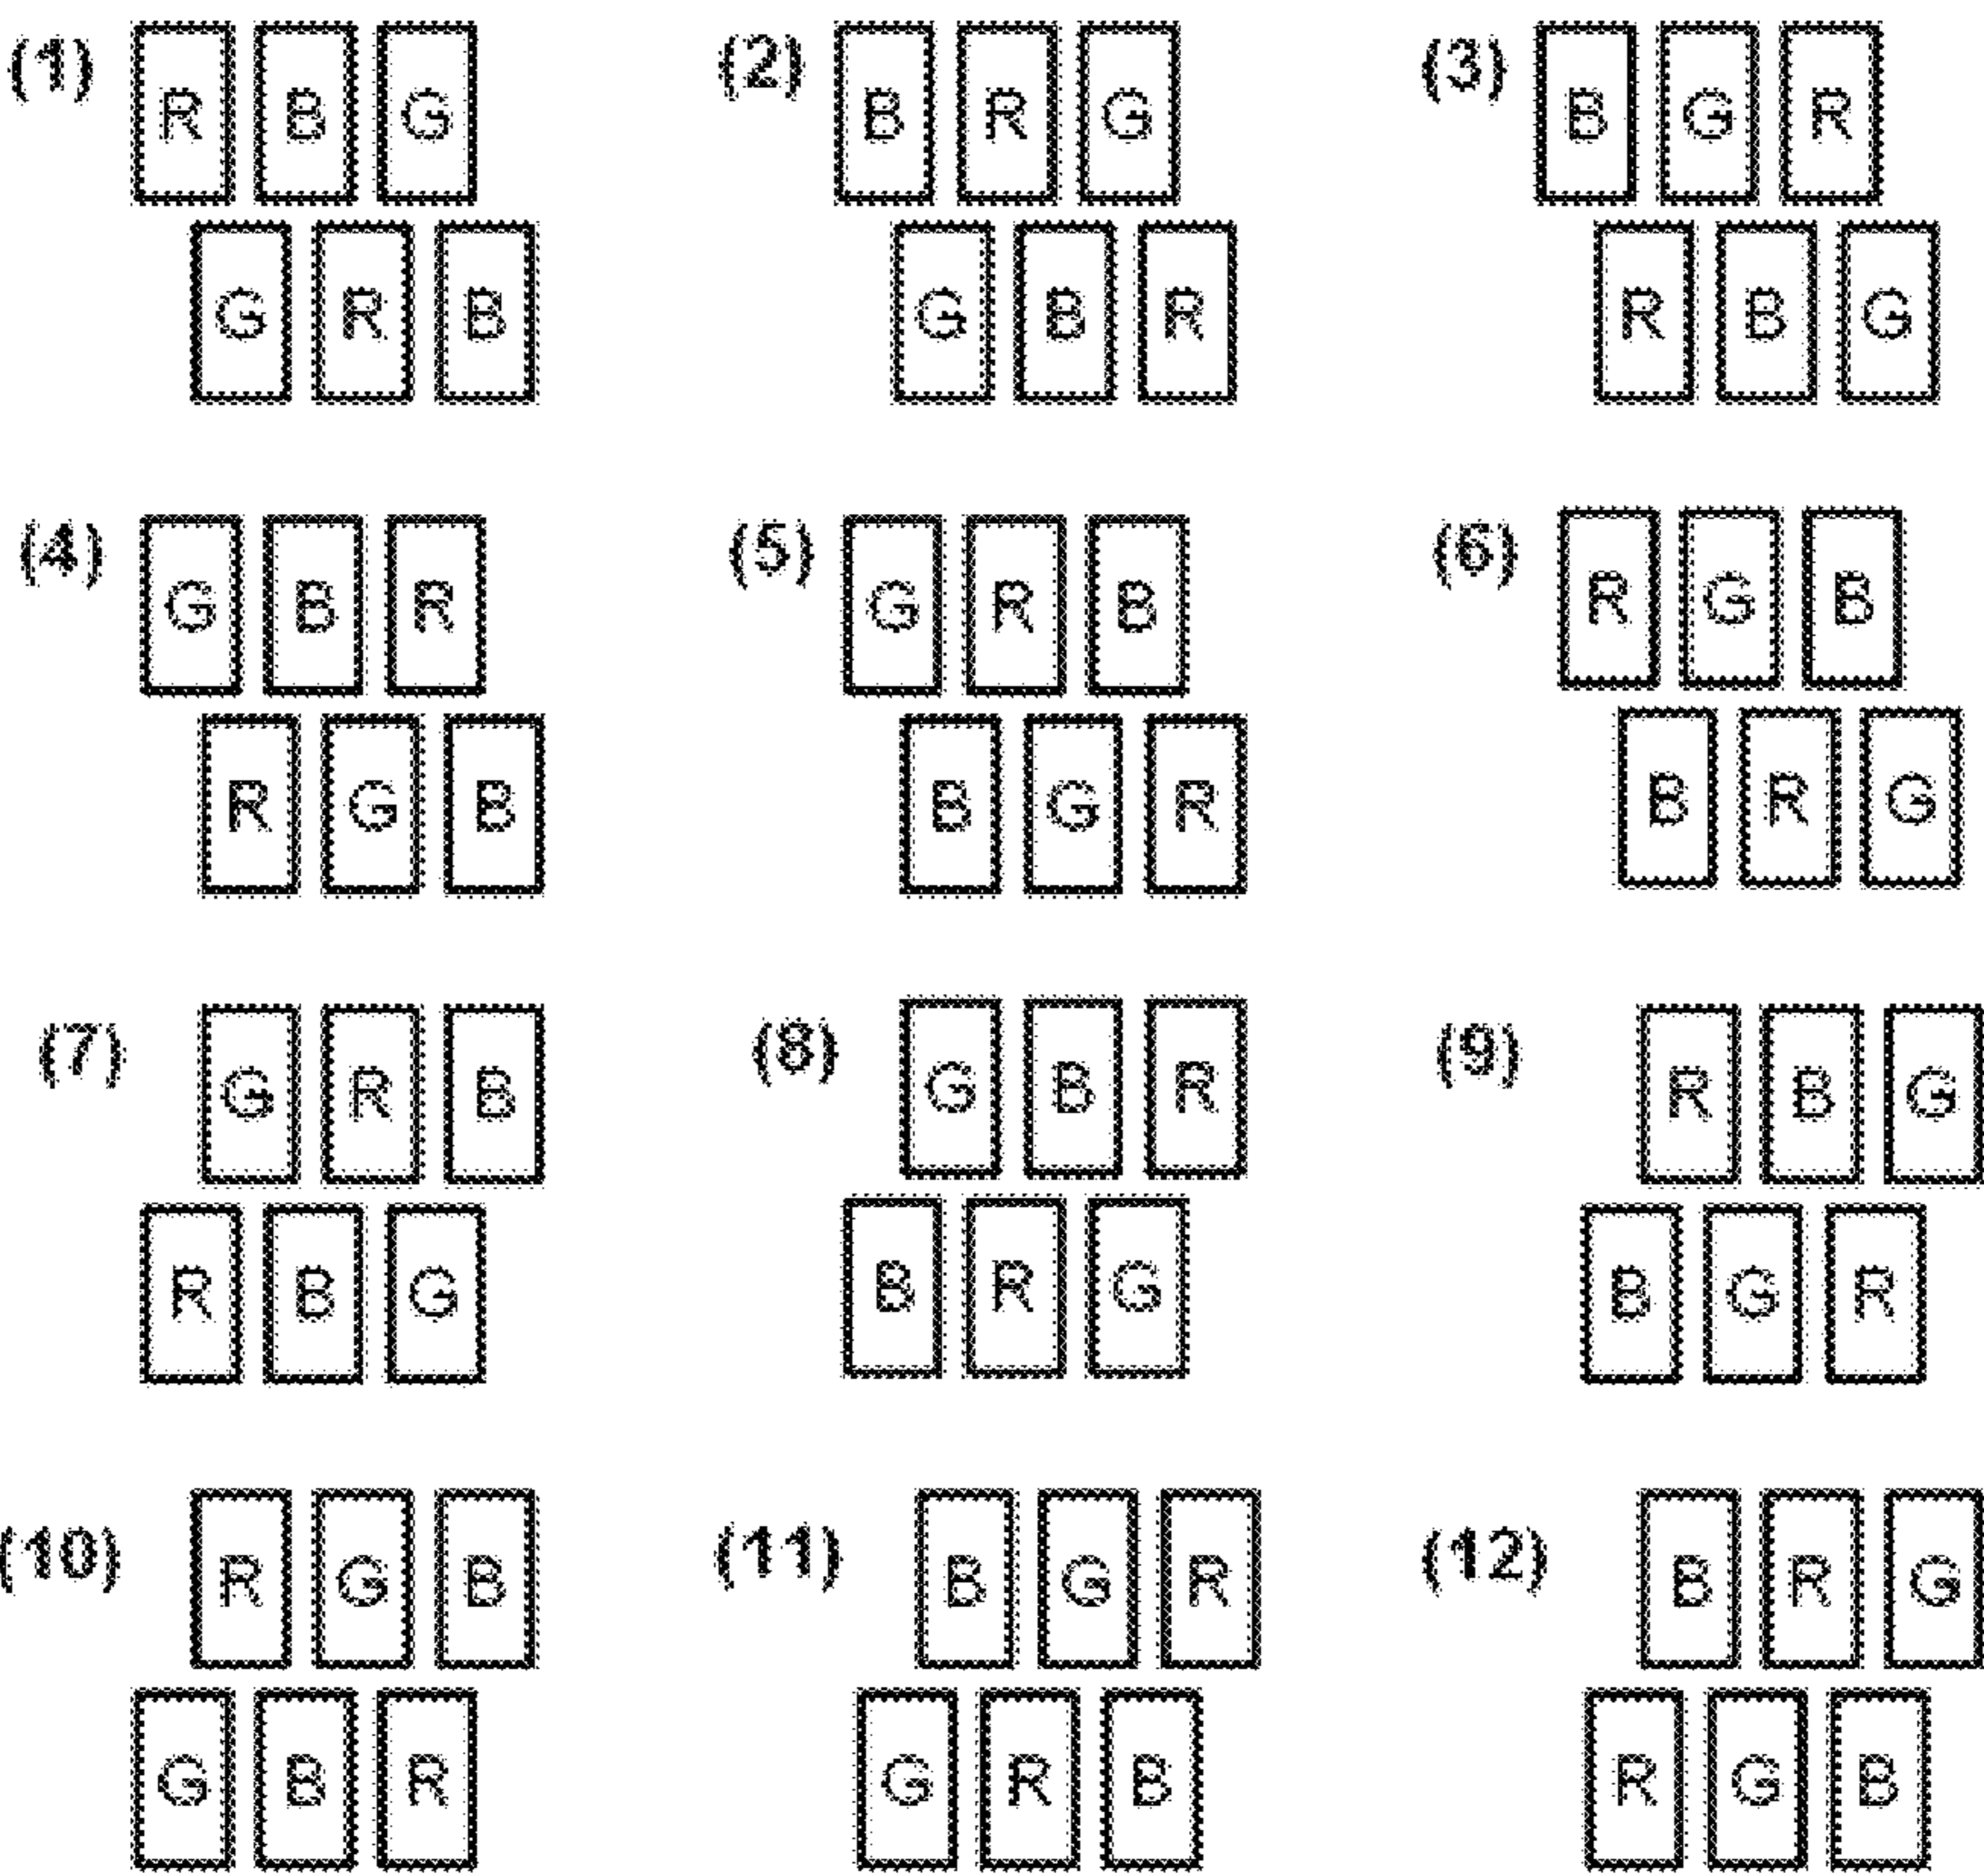 (1) R B G (2) B R G (3) B G R
G R B G B R R B G
(4) G B R (5) G R B (6) R G B
R G B B G R B R G
(7) G R B (8) G B R (9) R B G
R B G B R G B G R
(10) R G B (11) B G R (12) B R G
G B R G R B R G B